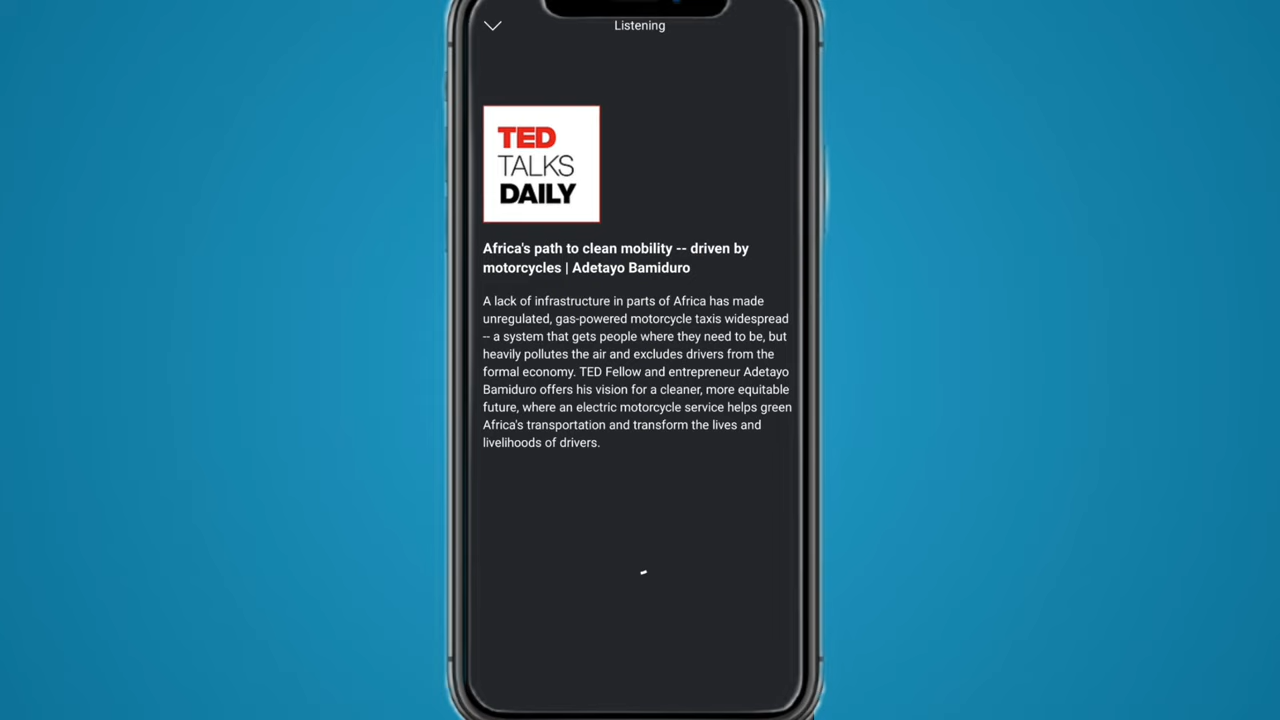 Listening
TED
TALKS
DAILY
Africa's path to clean mobility -- driven by
motorcycles | Adetayo Bamiduro
A lack of infrastructure in parts of Africa has made
unregulated, gas-powered motorcycle taxis widespread
-- a system that gets people where they need to be, but
heavily pollutes the air and excludes drivers from the
formal economy. TED Fellow and entrepreneur Adetayo
Bamiduro offers his vision for a cleaner, more equitable
future, where an electric motorcycle service helps green
Africa's transportation and transform the lives and
livelihoods of drivers.